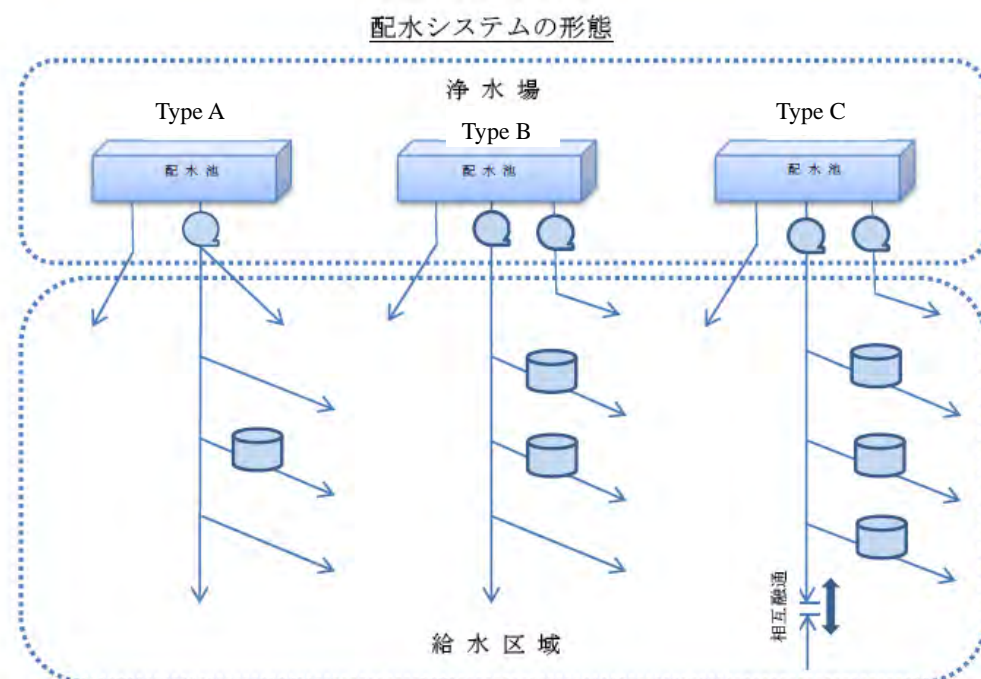 配水システムの形態
浄水場
Type A
Type B
Type C
配水池
配水池
配水池
相互融通
給水区域